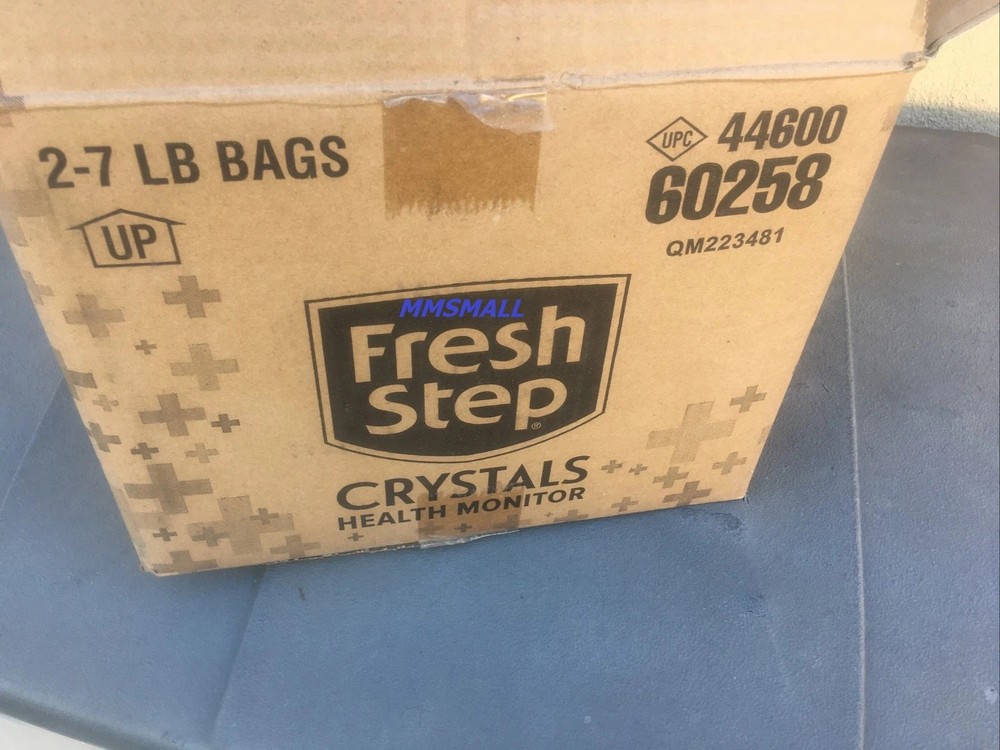 2-7 LB BAGS
UP
UPC 44600
60258
QM223481
MMSMALL
Fresh
Step®
CRYSTALS
HEALTH MONITOR